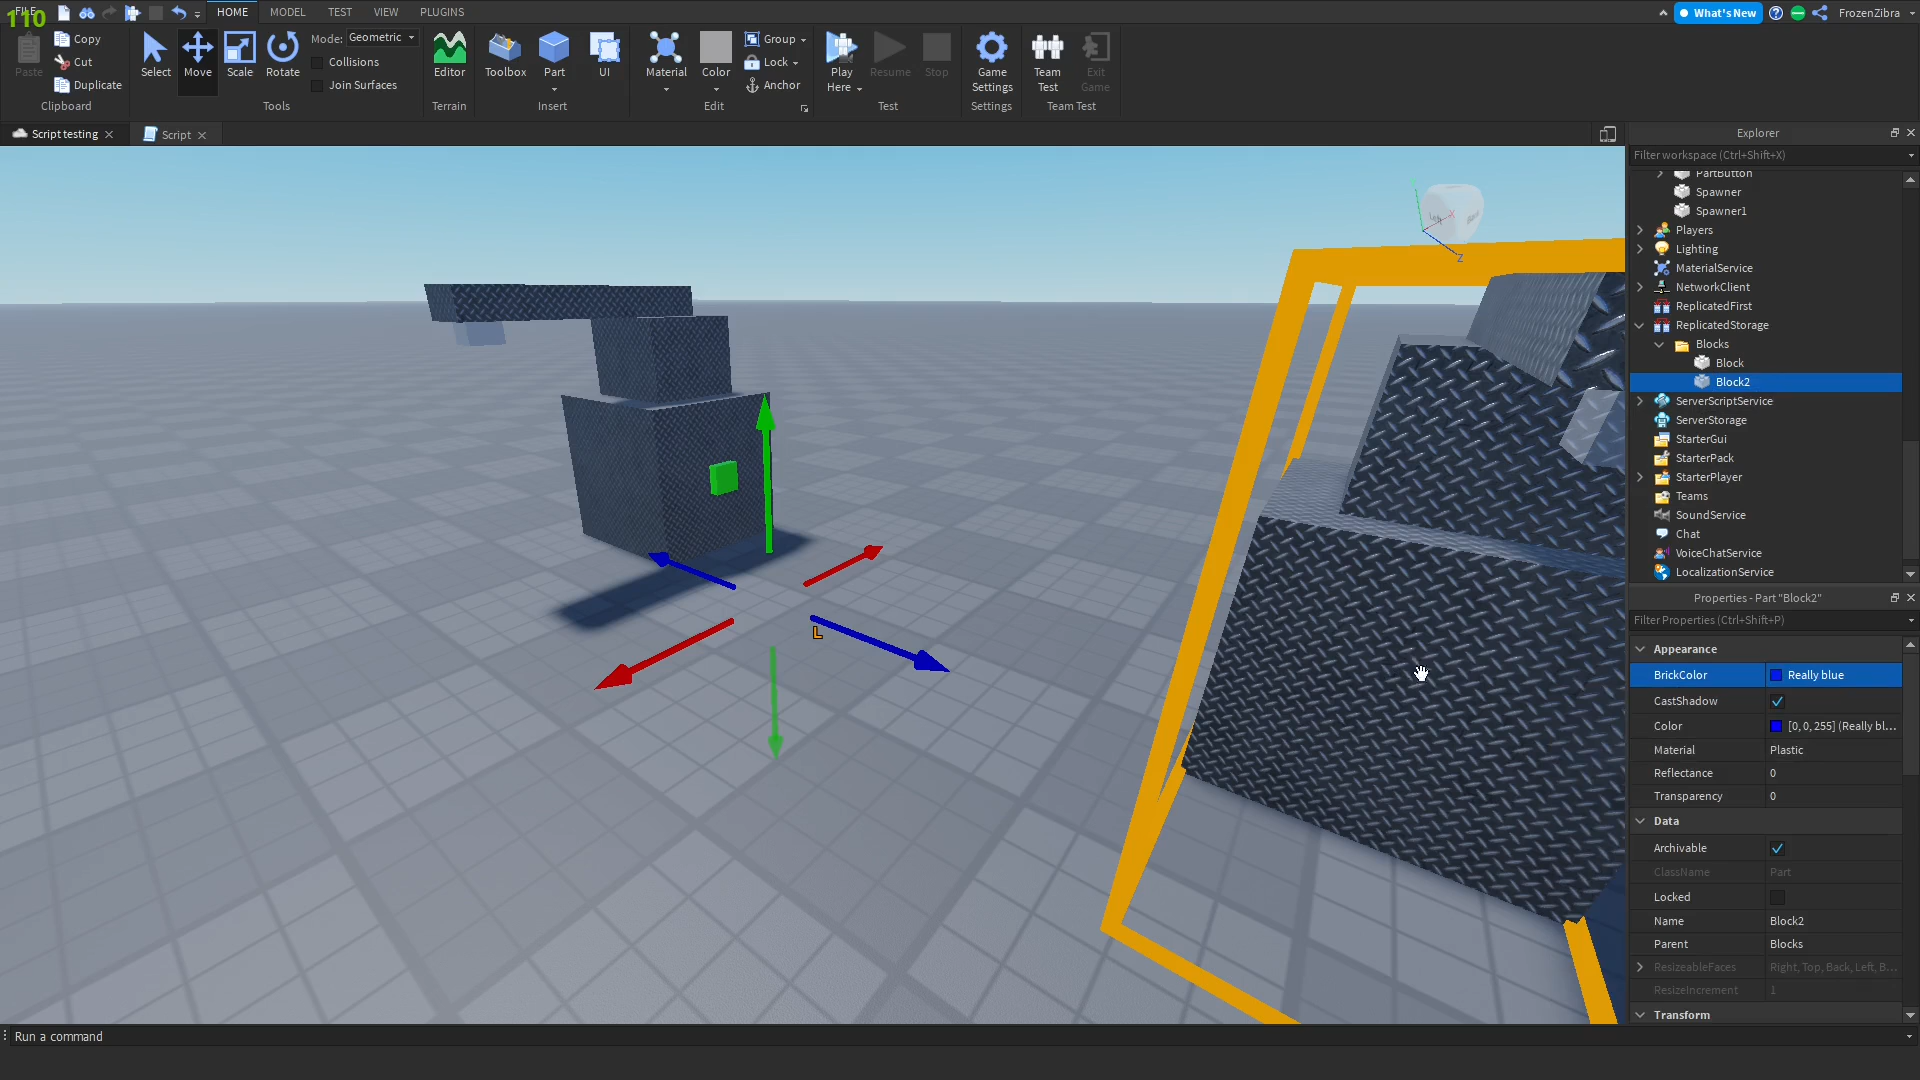 110
FILE
HOME
MODEL
TEST
VIEW
PLUGINS
What's New
FrozenZibra
Paste
Copy
Cut
Duplicate
Clipboard
Select
Move
Scale
Rotate
Mode: Geometric
Collisions
Join Surfaces
Tools
Editor
Terrain
Toolbox
Part
UI
Insert
Material
Color
Group
Lock
Anchor
Edit
Play Here
Resume
Stop
Test
Game Settings
Settings
Team Test
Exit Game
Team Test
Script testing
Script
Explorer
Filter workspace (Ctrl+Shift+X)
PartButton
Spawner
Spawner1
Players
Lighting
MaterialService
NetworkClient
ReplicatedFirst
ReplicatedStorage
Blocks
Block
Block2
ServerScriptService
ServerStorage
StarterGui
StarterPack
StarterPlayer
Teams
SoundService
Chat
VoiceChatService
LocalizationService
Properties - Part "Block2"
Filter Properties (Ctrl+Shift+P)
Appearance
BrickColor Really blue
CastShadow
Color [0, 0, 255] (Really bl...
Material Plastic
Reflectance 0
Transparency 0
Data
Archivable
ClassName Part
Locked
Name Block2
Parent Blocks
ResizeableFaces Right, Top, Back, Left, B...
ResizeIncrement 1
Transform
L
Z
Run a command